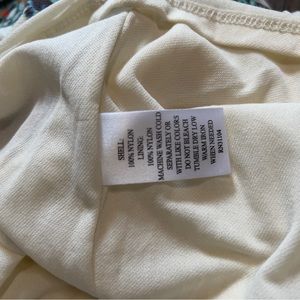 SHELL:
100% NYLON
LINING:
100% NYLON
MACHINE WASH COLD
SEPARATELY OR
WITH LIKE COLORS
DO NOT BLEACH
TUMBLE DRY LOW
WARM IRON
WHEN NEEDED
RN31104